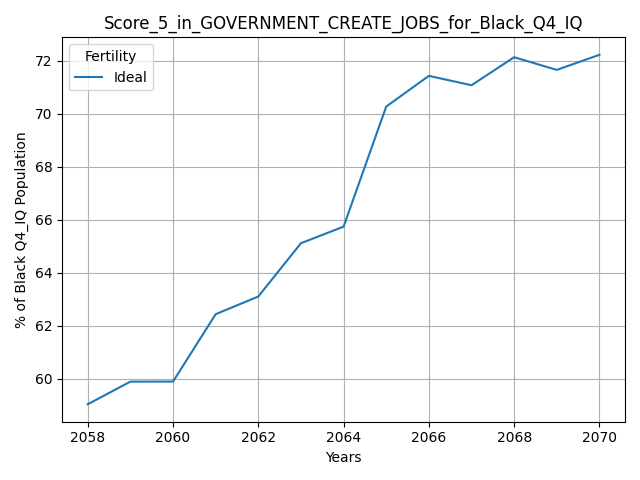 Score_5_in_GOVERNMENT_CREATE_JOBS_for_Black_Q4_IQ
Fertility
Ideal
% of Black Q4_IQ Population
72
70
68
66
64
62
60
2058 2060 2062 2064 2066 2068 2070
Years